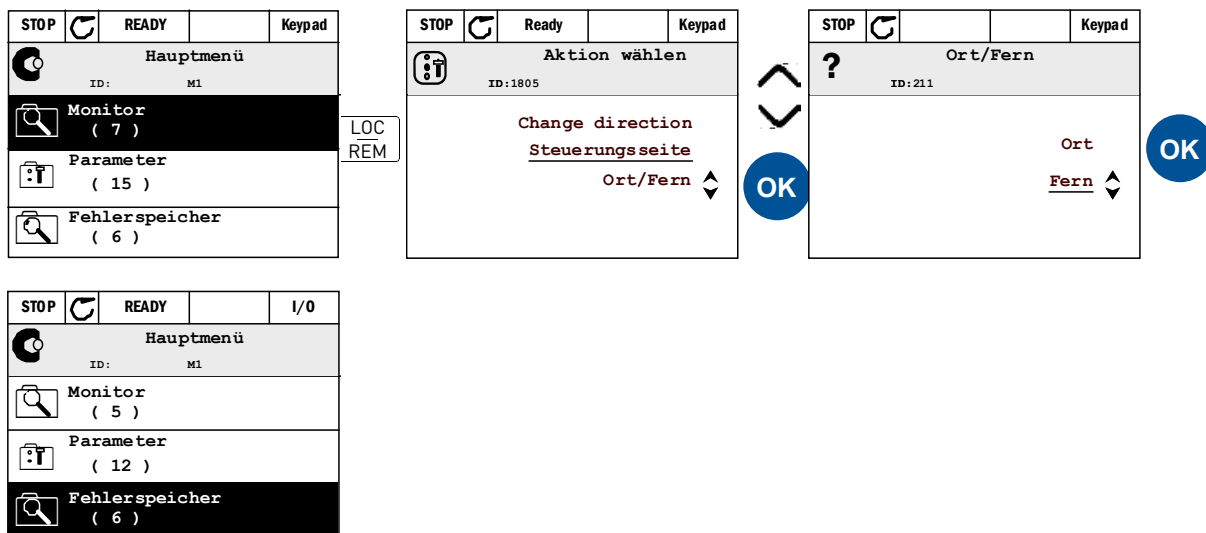 STOP READY Keypad
Hauptmenü
ID: M1
Monitor
( 7 )
Parameter
( 15 )
Fehlerspeicher
( 6 )
LOC
REM
STOP Ready Keypad
Aktion wählen
ID:1805
Change direction
Steuerungsseite
Ort/Fern
OK
STOP Keypad
? Ort/Fern
ID:211
Ort
Fern
OK
STOP READY I/O
Hauptmenü
ID: M1
Monitor
( 5 )
Parameter
( 12 )
Fehlerspeicher
( 6 )